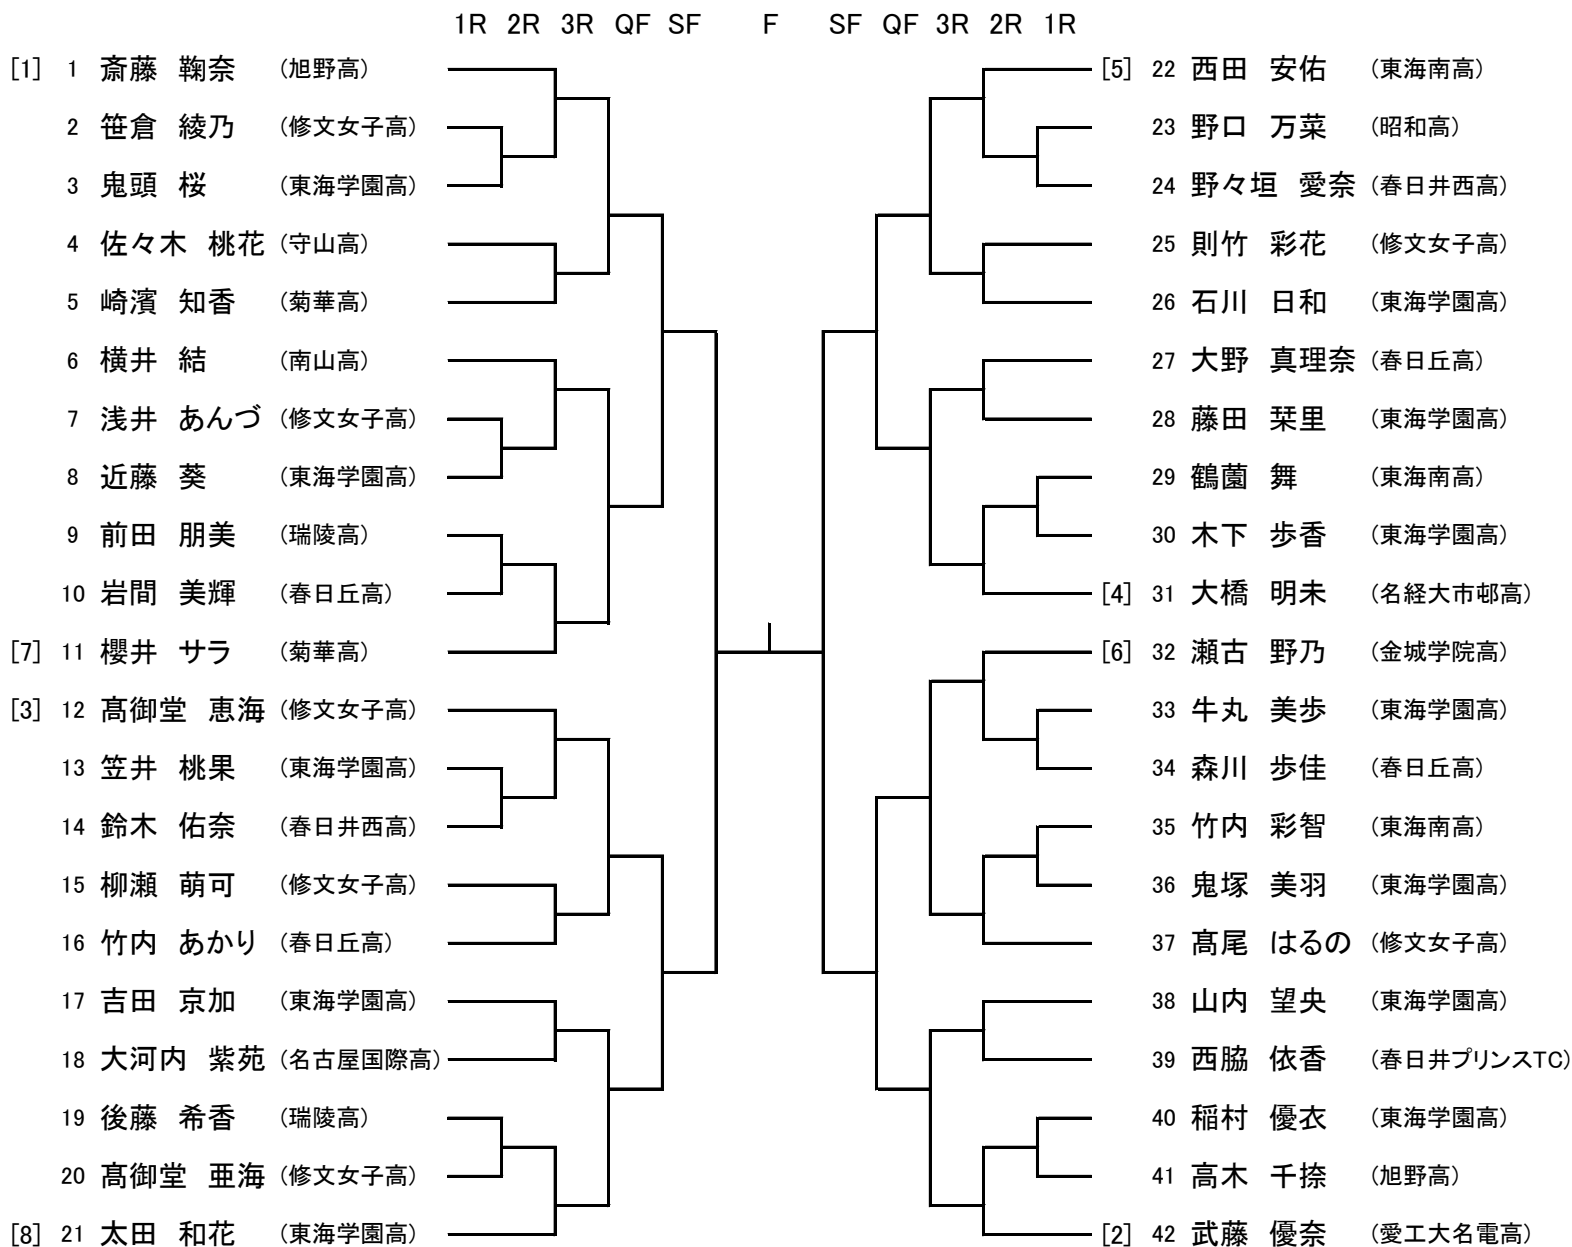 1R 2R 3R QF SF F SF QF 3R 2R 1R
[1] 1 斎藤 鞠奈 (旭野高)
2 笹倉 綾乃 (修文女子高)
3 鬼頭 桜 (東海学園高)
4 佐々木 桃花 (守山高)
5 崎濱 知香 (菊華高)
6 横井 結 (南山高)
7 浅井 あんづ (修文女子高)
8 近藤 葵 (東海学園高)
9 前田 朋美 (瑞陵高)
10 岩間 美輝 (春日丘高)
[7] 11 櫻井 サラ (菊華高)
[3] 12 髙御堂 恵海 (修文女子高)
13 笠井 桃果 (東海学園高)
14 鈴木 佑奈 (春日井西高)
15 柳瀬 萌可 (修文女子高)
16 竹内 あかり (春日丘高)
17 吉田 京加 (東海学園高)
18 大河内 紫苑 (名古屋国際高)
19 後藤 希香 (瑞陵高)
20 髙御堂 亜海 (修文女子高)
[8] 21 太田 和花 (東海学園高)
[5] 22 西田 安佑 (東海南高)
23 野口 万菜 (昭和高)
24 野々垣 愛奈 (春日井西高)
25 則竹 彩花 (修文女子高)
26 石川 日和 (東海学園高)
27 大野 真理奈 (春日丘高)
28 藤田 栞里 (東海学園高)
29 鶴薗 舞 (東海南高)
30 木下 歩香 (東海学園高)
[4] 31 大橋 明未 (名経大市邨高)
[6] 32 瀬古 野乃 (金城学院高)
33 牛丸 美歩 (東海学園高)
34 森川 歩佳 (春日丘高)
35 竹内 彩智 (東海南高)
36 鬼塚 美羽 (東海学園高)
37 髙尾 はるの (修文女子高)
38 山内 望央 (東海学園高)
39 西脇 依香 (春日井プリンスTC)
40 稲村 優衣 (東海学園高)
41 高木 千捺 (旭野高)
[2] 42 武藤 優奈 (愛工大名電高)